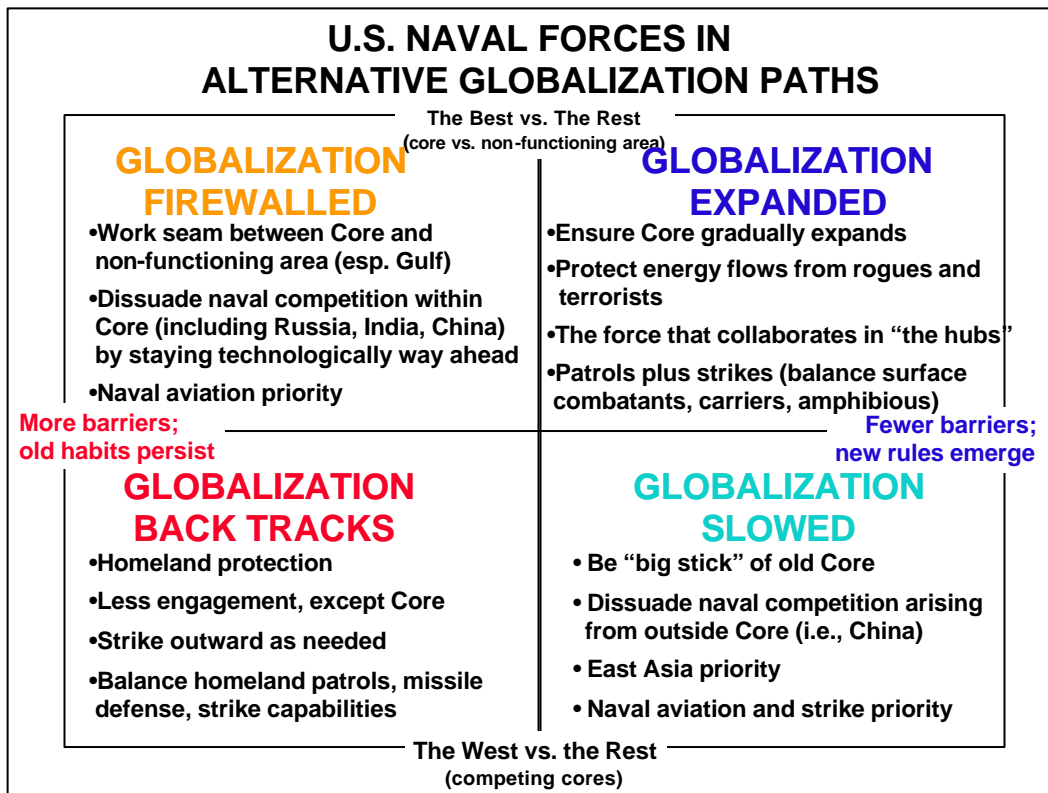 U.S. NAVAL FORCES IN
ALTERNATIVE GLOBALIZATION PATHS
The Best vs. The Rest
(core vs. non-functioning area)
GLOBALIZATION
FIREWALLED
•Work seam between Core and
non-functioning area (esp. Gulf)
•Dissuade naval competition within
Core (including Russia, India, China)
by staying technologically way ahead
•Naval aviation priority
GLOBALIZATION
EXPANDED
•Ensure Core gradually expands
•Protect energy flows from rogues and
terrorists
•The force that collaborates in “the hubs”
•Patrols plus strikes (balance surface
combatants, carriers, amphibious)
More barriers;
old habits persist
Fewer barriers;
new rules emerge
GLOBALIZATION
BACK TRACKS
•Homeland protection
•Less engagement, except Core
•Strike outward as needed
•Balance homeland patrols, missile
defense, strike capabilities
GLOBALIZATION
SLOWED
• Be “big stick” of old Core
• Dissuade naval competition arising
from outside Core (i.e., China)
• East Asia priority
• Naval aviation and strike priority
The West vs. the Rest
(competing cores)